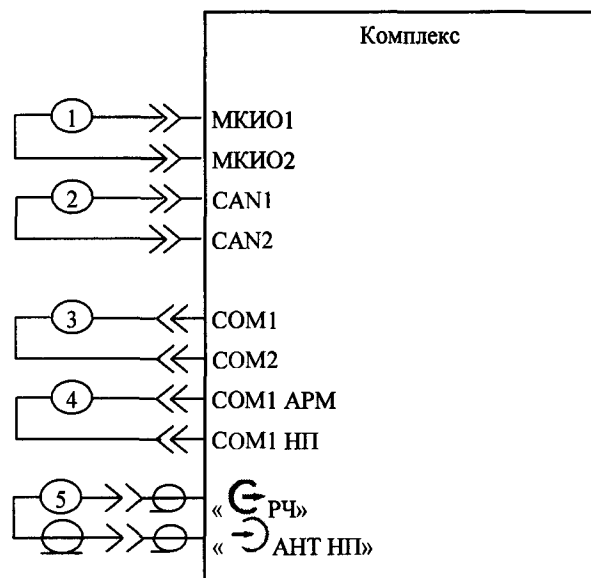 Комплекс
1
МКИО1
МКИО2
2
CAN1
CAN2
3
COM1
COM2
4
COM1 АРМ
COM1 НП
5
« РЧ»
« АНТ НП»